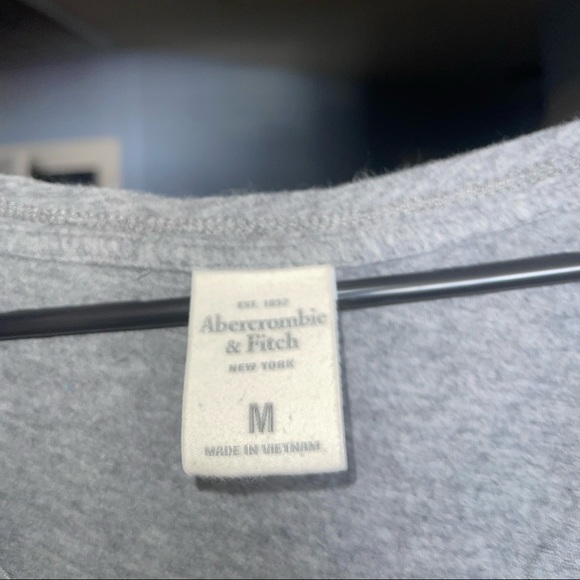 EST. 1892
Abercrombie
& Fitch
NEW YORK
M
MADE IN VIETNAM